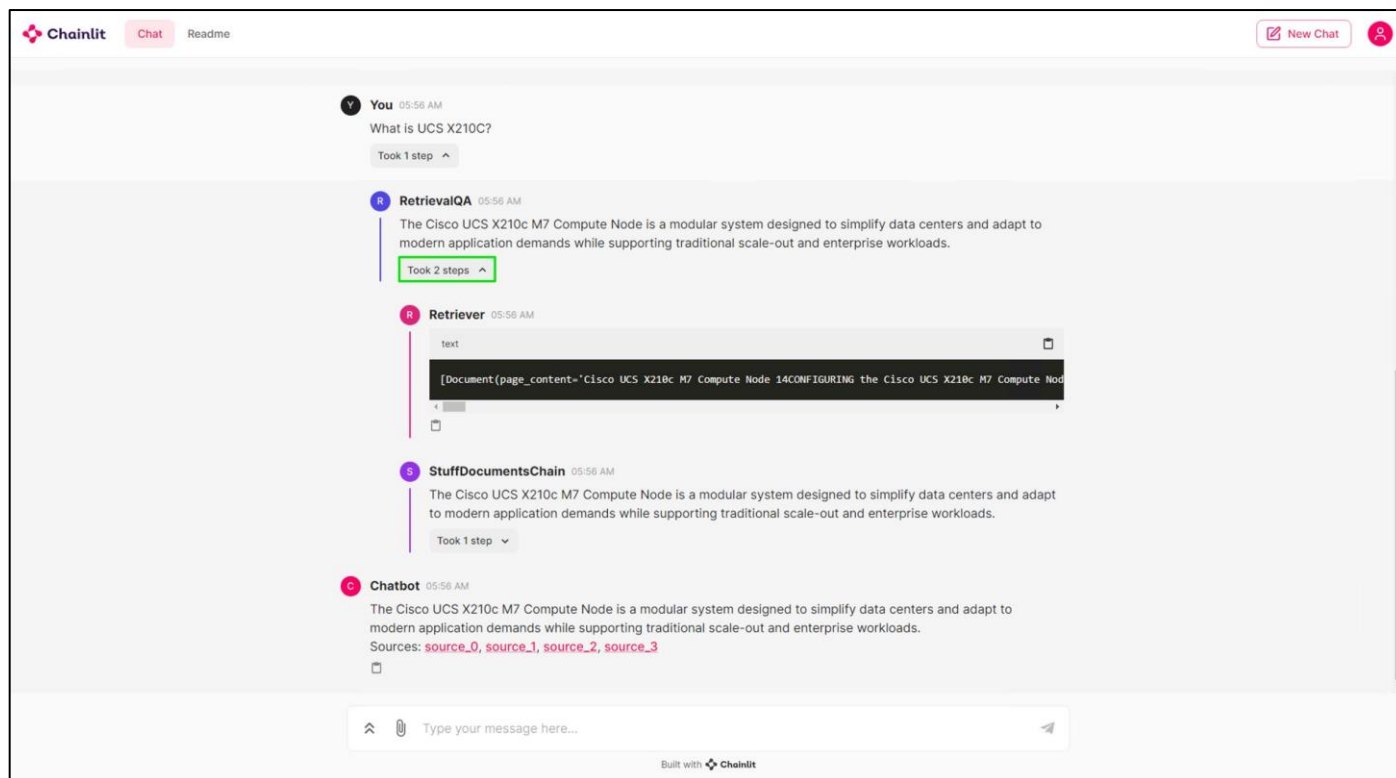 Chainlit
Chat
Readme
New Chat
Y
You 05:56 AM
What is UCS X210C?
Took 1 step
R
RetrievalQA 05:56 AM
The Cisco UCS X210c M7 Compute Node is a modular system designed to simplify data centers and adapt to
modern application demands while supporting traditional scale-out and enterprise workloads.
Took 2 steps
R
Retriever 05:56 AM
text
[Document(page_content='Cisco UCS X210c M7 Compute Node 14CONFIGURING the Cisco UCS X210c M7 Compute Nod
S
StuffDocumentsChain 05:56 AM
The Cisco UCS X210c M7 Compute Node is a modular system designed to simplify data centers and adapt
to modern application demands while supporting traditional scale-out and enterprise workloads.
Took 1 step
C
Chatbot 05:56 AM
The Cisco UCS X210c M7 Compute Node is a modular system designed to simplify data centers and adapt to
modern application demands while supporting traditional scale-out and enterprise workloads.
Sources: source_0, source_1, source_2, source_3
Type your message here...
Built with Chainlit